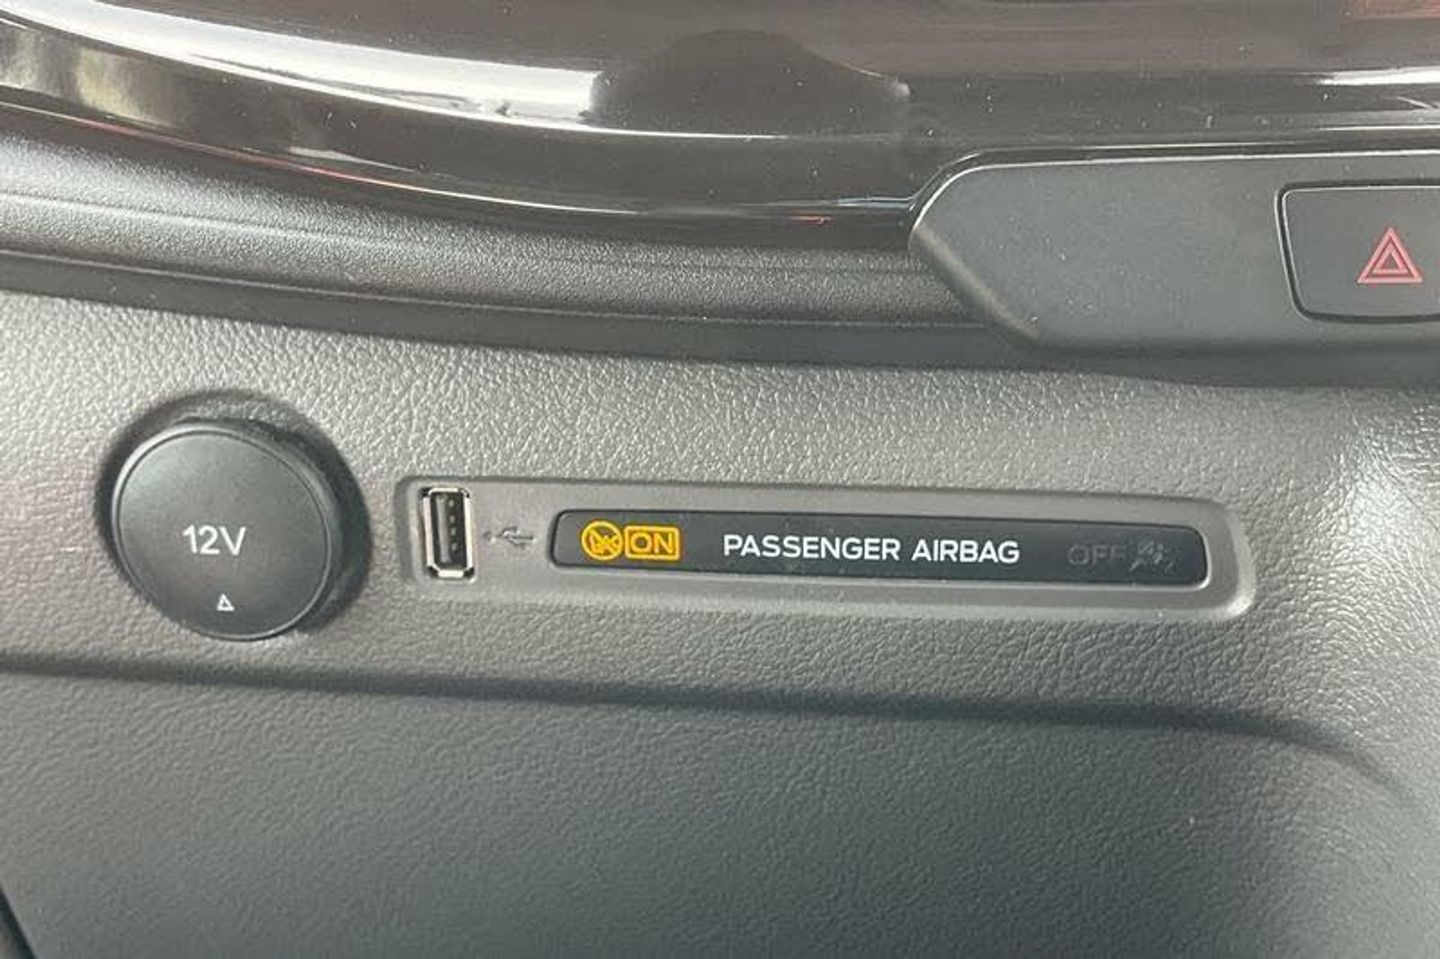 12V
ON PASSENGER AIRBAG OFF